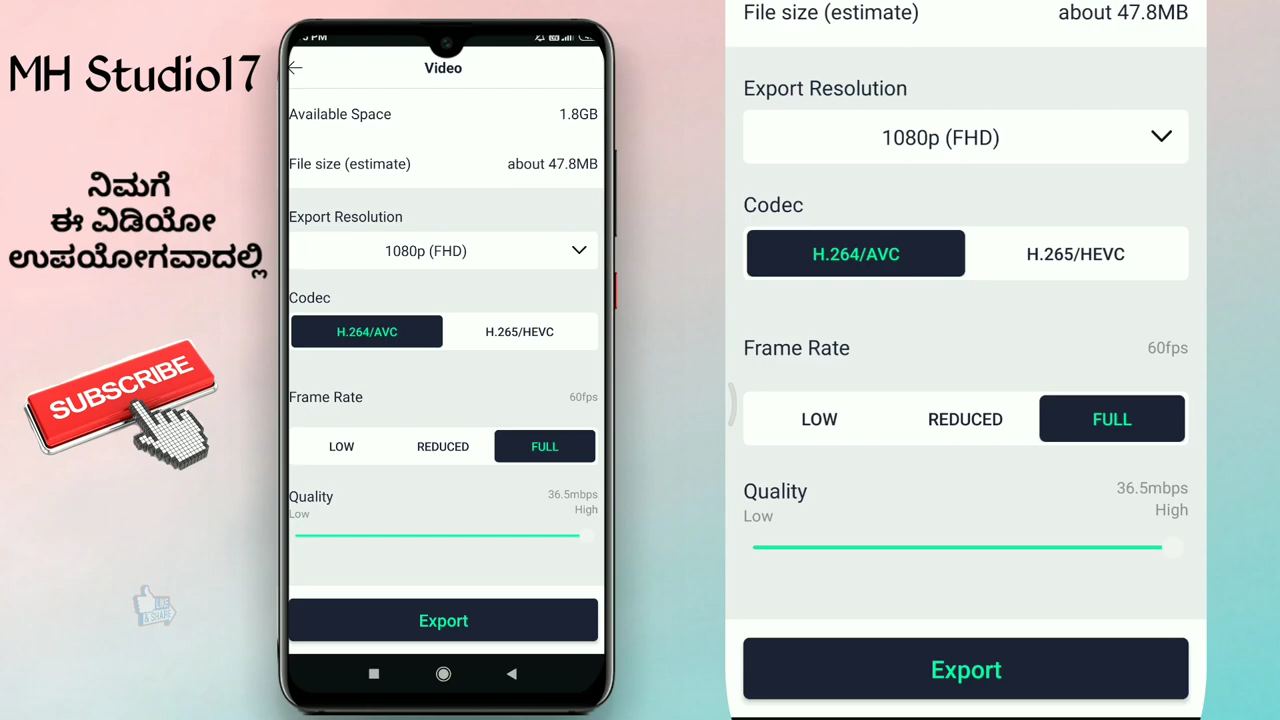 MH Studio17
ನಿಮಗೆ
ಈ ವಿಡಿಯೋ
ಉಪಯೋಗವಾದಲ್ಲಿ
SUBSCRIBE
LIKE
& SHARE
PM
Video
Available Space 1.8GB
File size (estimate) about 47.8MB
Export Resolution
1080p (FHD)
Codec
H.264/AVC H.265/HEVC
Frame Rate 60fps
LOW REDUCED FULL
Quality 36.5mbps
Low High
Export
File size (estimate) about 47.8MB
Export Resolution
1080p (FHD)
Codec
H.264/AVC H.265/HEVC
Frame Rate 60fps
LOW REDUCED FULL
Quality 36.5mbps
Low High
Export